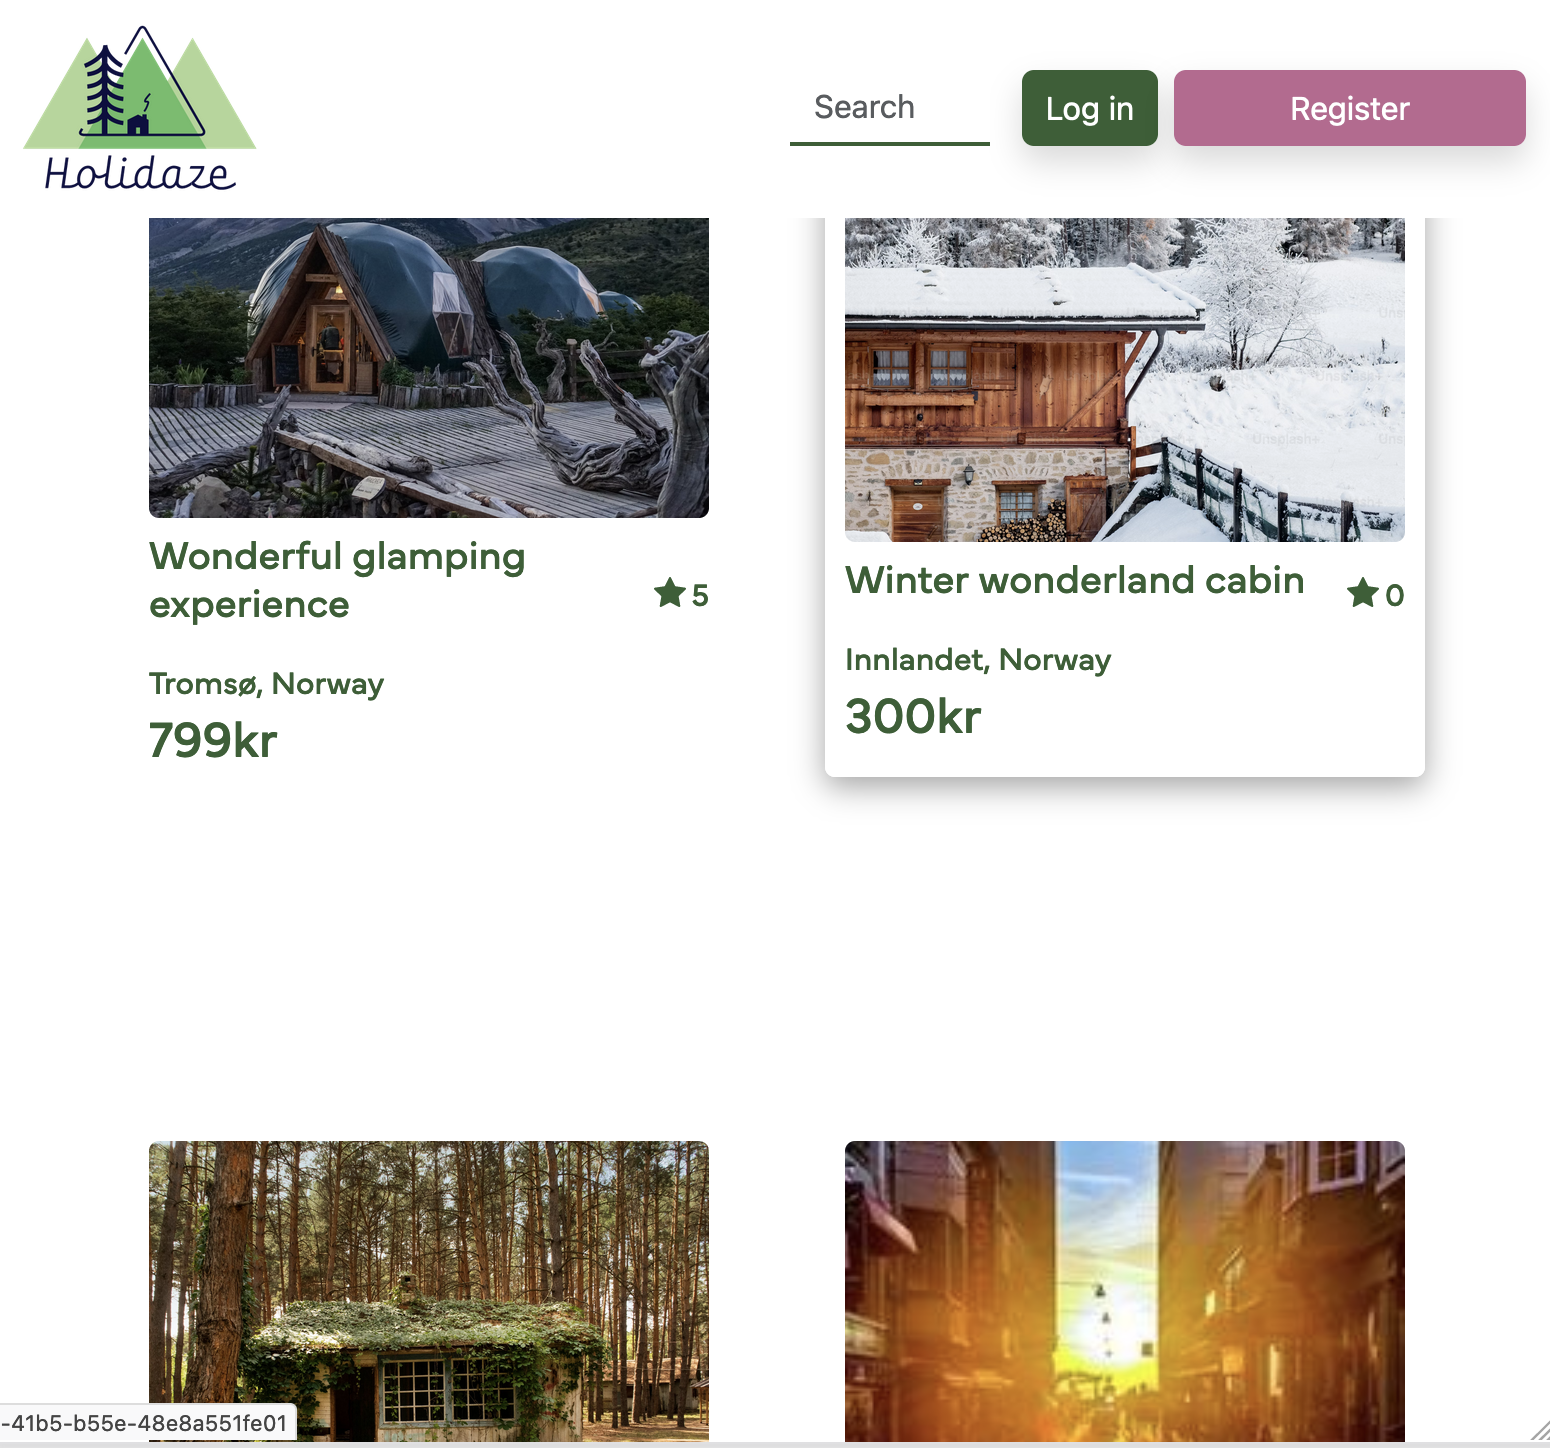 Holidaze
Search
Log in
Register
Wonderful glamping
experience
5
Tromsø, Norway
799kr
Unsplash+
Winter wonderland cabin
0
Innlandet, Norway
300kr
-41b5-b55e-48e8a551fe01